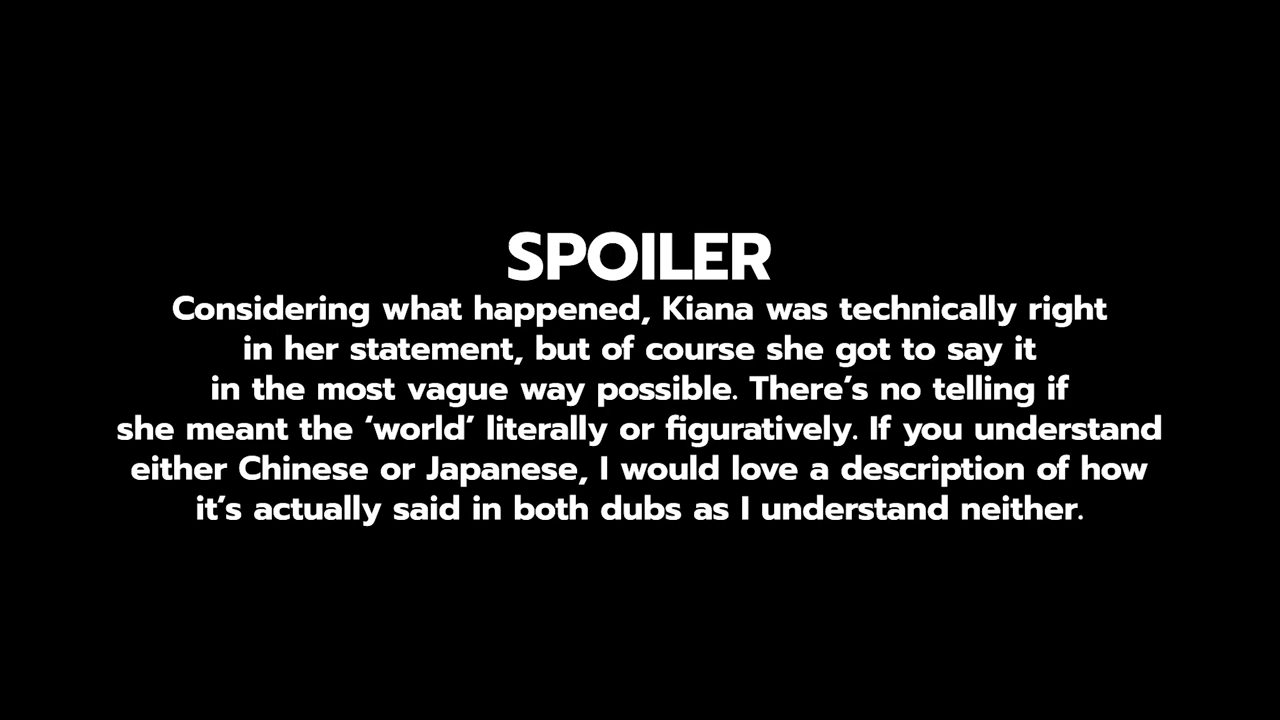 SPOILER
Considering what happened, Kiana was technically right
in her statement, but of course she got to say it
in the most vague way possible. There’s no telling if
she meant the ‘world’ literally or figuratively. If you understand
either Chinese or Japanese, I would love a description of how
it’s actually said in both dubs as I understand neither.